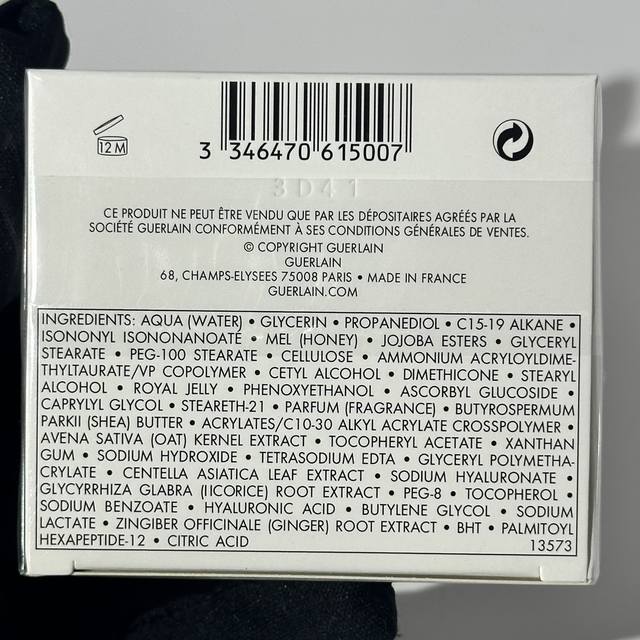 12 M
3 346470 615007
3D41
CE PRODUIT NE PEUT ÊTRE VENDU QUE PAR LES DÉPOSITAIRES AGRÉÉS PAR LA
SOCIÉTÉ GUERLAIN CONFORMÉMENT À SES CONDITIONS GÉNÉRALES DE VENTES.
© COPYRIGHT GUERLAIN
GUERLAIN
68, CHAMPS-ELYSEES 75008 PARIS • MADE IN FRANCE
GUERLAIN.COM
INGREDIENTS: AQUA (WATER) • GLYCERIN • PROPANEDIOL • C15-19 ALKANE •
ISONONYL ISONONANOATE • MEL (HONEY) • JOJOBA ESTERS • GLYCERYL
STEARATE • PEG-100 STEARATE • CELLULOSE • AMMONIUM ACRYLOYLDIME-
THYLTAURATE/VP COPOLYMER • CETYL ALCOHOL • DIMETHICONE • STEARYL
ALCOHOL • ROYAL JELLY • PHENOXYETHANOL • ASCORBYL GLUCOSIDE •
CAPRYLYL GLYCOL • STEARETH-21 • PARFUM (FRAGRANCE) • BUTYROSPERMUM
PARKII (SHEA) BUTTER • ACRYLATES/C10-30 ALKYL ACRYLATE CROSSPOLYMER •
AVENA SATIVA (OAT) KERNEL EXTRACT • TOCOPHERYL ACETATE • XANTHAN
GUM • SODIUM HYDROXIDE • TETRASODIUM EDTA • GLYCERYL POLYMETHA-
CRYLATE • CENTELLA ASIATICA LEAF EXTRACT • SODIUM HYALURONATE •
GLYCYRRHIZA GLABRA (lICORICE) ROOT EXTRACT • PEG-8 • TOCOPHEROL •
SODIUM BENZOATE • HYALURONIC ACID • BUTYLENE GLYCOL • SODIUM
LACTATE • ZINGIBER OFFICINALE (GINGER) ROOT EXTRACT • BHT • PALMITOYL
HEXAPEPTIDE-12 • CITRIC ACID 13573